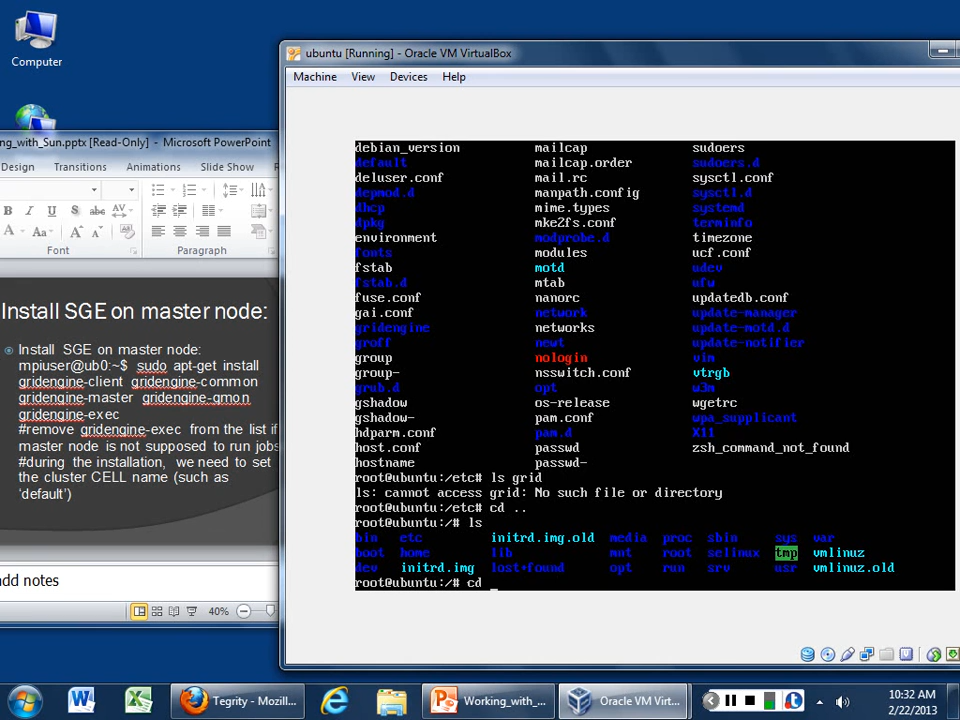 Computer
ubuntu [Running] - Oracle VM VirtualBox
Machine View Devices Help
ng_with_Sun.pptx [Read-Only] - Microsoft PowerPoint
Design Transitions Animations Slide Show
Font Paragraph
Install SGE on master node:
Install SGE on master node:
mpiuser@ub0:~$ sudo apt-get install
gridengine-client gridengine-common
gridengine-master gridengine-qmon
gridengine-exec
#remove gridengine-exec from the list if
master node is not supposed to run jobs
#during the installation, we need to set
the cluster CELL name (such as
'default')
add notes
40%
debian_version mailcap sudoers
default mailcap.order sudoers.d
deluser.conf mail.rc sysctl.conf
depmod.d manpath.config sysctl.d
dhcp mime.types systemd
dpkg mke2fs.conf terminfo
environment modprobe.d timezone
fonts modules ucf.conf
fstab motd udev
fstab.d mtab ufw
fuse.conf nanorc updatedb.conf
gai.conf network update-manager
gridengine networks update-motd.d
groff newt update-notifier
group nologin vim
group- nsswitch.conf vtrgb
grub.d opt w3m
gshadow os-release wgetrc
gshadow- pam.conf wpa_supplicant
hdparm.conf pam.d X11
host.conf passwd zsh_command_not_found
hostname passwd-
root@ubuntu:/etc# ls grid
ls: cannot access grid: No such file or directory
root@ubuntu:/etc# cd ..
root@ubuntu:/# ls
bin etc initrd.img.old media proc sbin sys var
boot home lib mnt root selinux tmp vmlinuz
dev initrd.img lost+found opt run srv usr vmlinuz.old
root@ubuntu:/# cd _
Tegrity - Mozill...
Working_with_...
Oracle VM Virt...
10:32 AM
2/22/2013